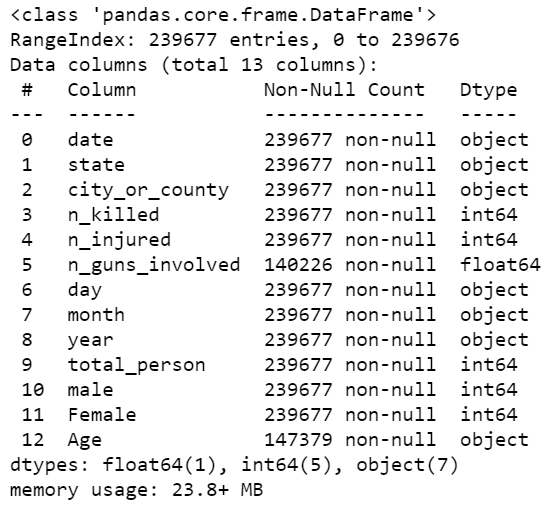 <class 'pandas.core.frame.DataFrame'>
RangeIndex: 239677 entries, 0 to 239676
Data columns (total 13 columns):
 #   Column          Non-Null Count   Dtype
---  ------          --------------   -----
 0   date            239677 non-null  object
 1   state           239677 non-null  object
 2   city_or_county  239677 non-null  object
 3   n_killed        239677 non-null  int64
 4   n_injured       239677 non-null  int64
 5   n_guns_involved  140226 non-null  float64
 6   day             239677 non-null  object
 7   month           239677 non-null  object
 8   year            239677 non-null  object
 9   total_person    239677 non-null  int64
 10  male            239677 non-null  int64
 11  Female          239677 non-null  int64
 12  Age             147379 non-null  object
dtypes: float64(1), int64(5), object(7)
memory usage: 23.8+ MB